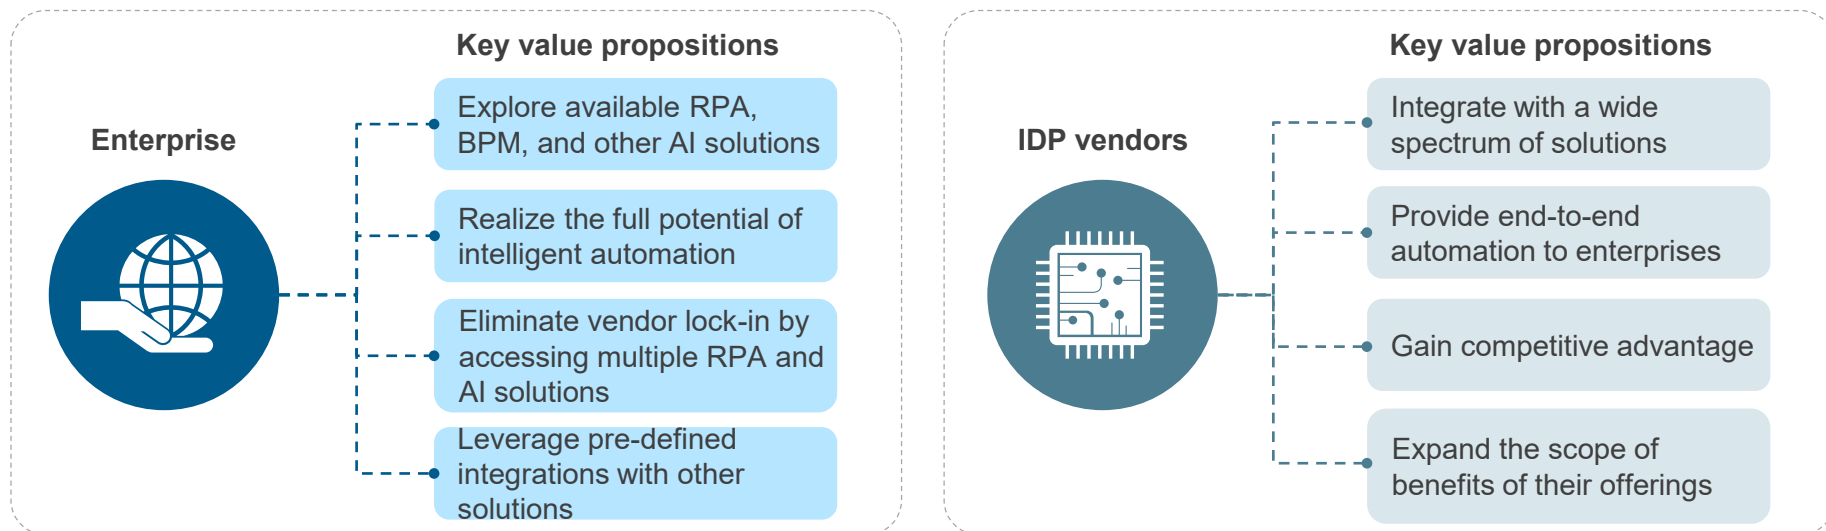 Enterprise
Key value propositions
Explore available RPA,
BPM, and other AI solutions
Realize the full potential of
intelligent automation
Eliminate vendor lock-in by
accessing multiple RPA and
AI solutions
Leverage pre-defined
integrations with other
solutions
IDP vendors
Key value propositions
Integrate with a wide
spectrum of solutions
Provide end-to-end
automation to enterprises
Gain competitive advantage
Expand the scope of
benefits of their offerings